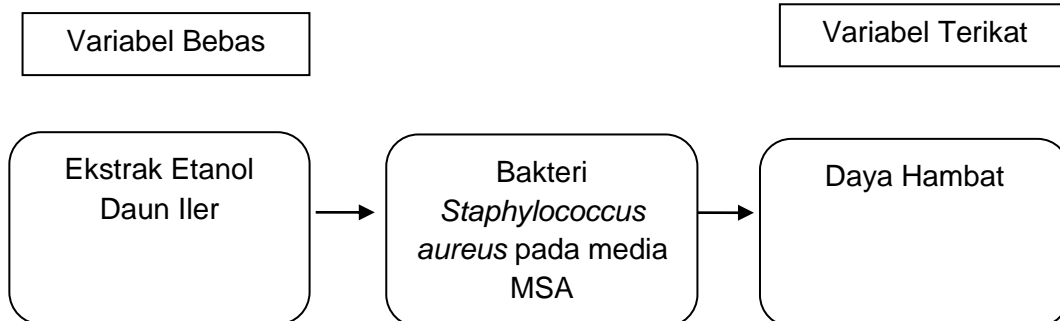 Variabel Bebas
Variabel Terikat
Ekstrak Etanol
Daun Iler
Bakteri
Staphylococcus
aureus pada media
MSA
Daya Hambat